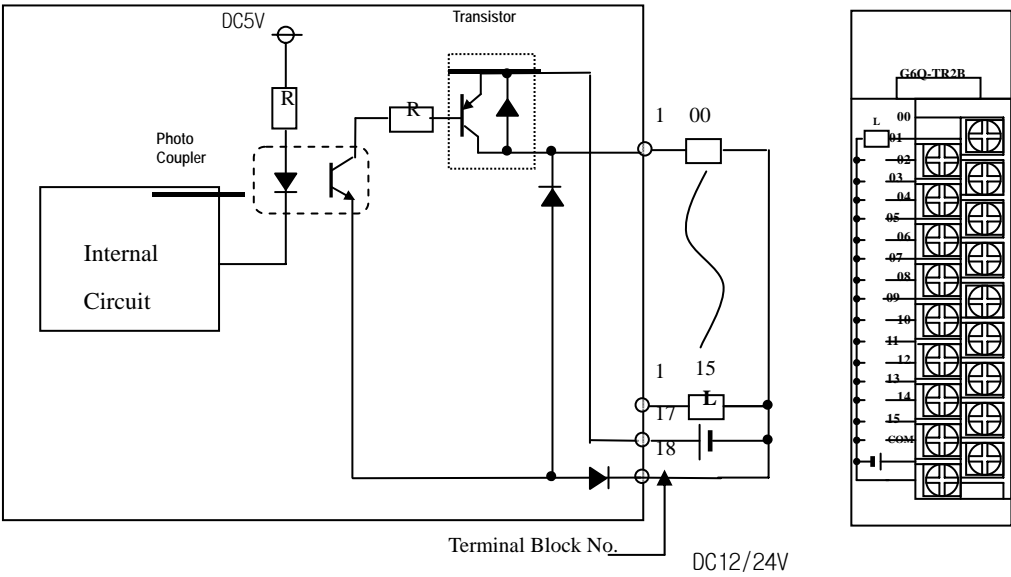 DC5V
Transistor
R
R
Photo
Coupler
1 00
Internal
Circuit
1 15
L
17
18
Terminal Block No.
DC12/24V
G6Q-TR2B
L
00
01
02
03
04
05
06
07
08
09
10
11
12
13
14
15
COM